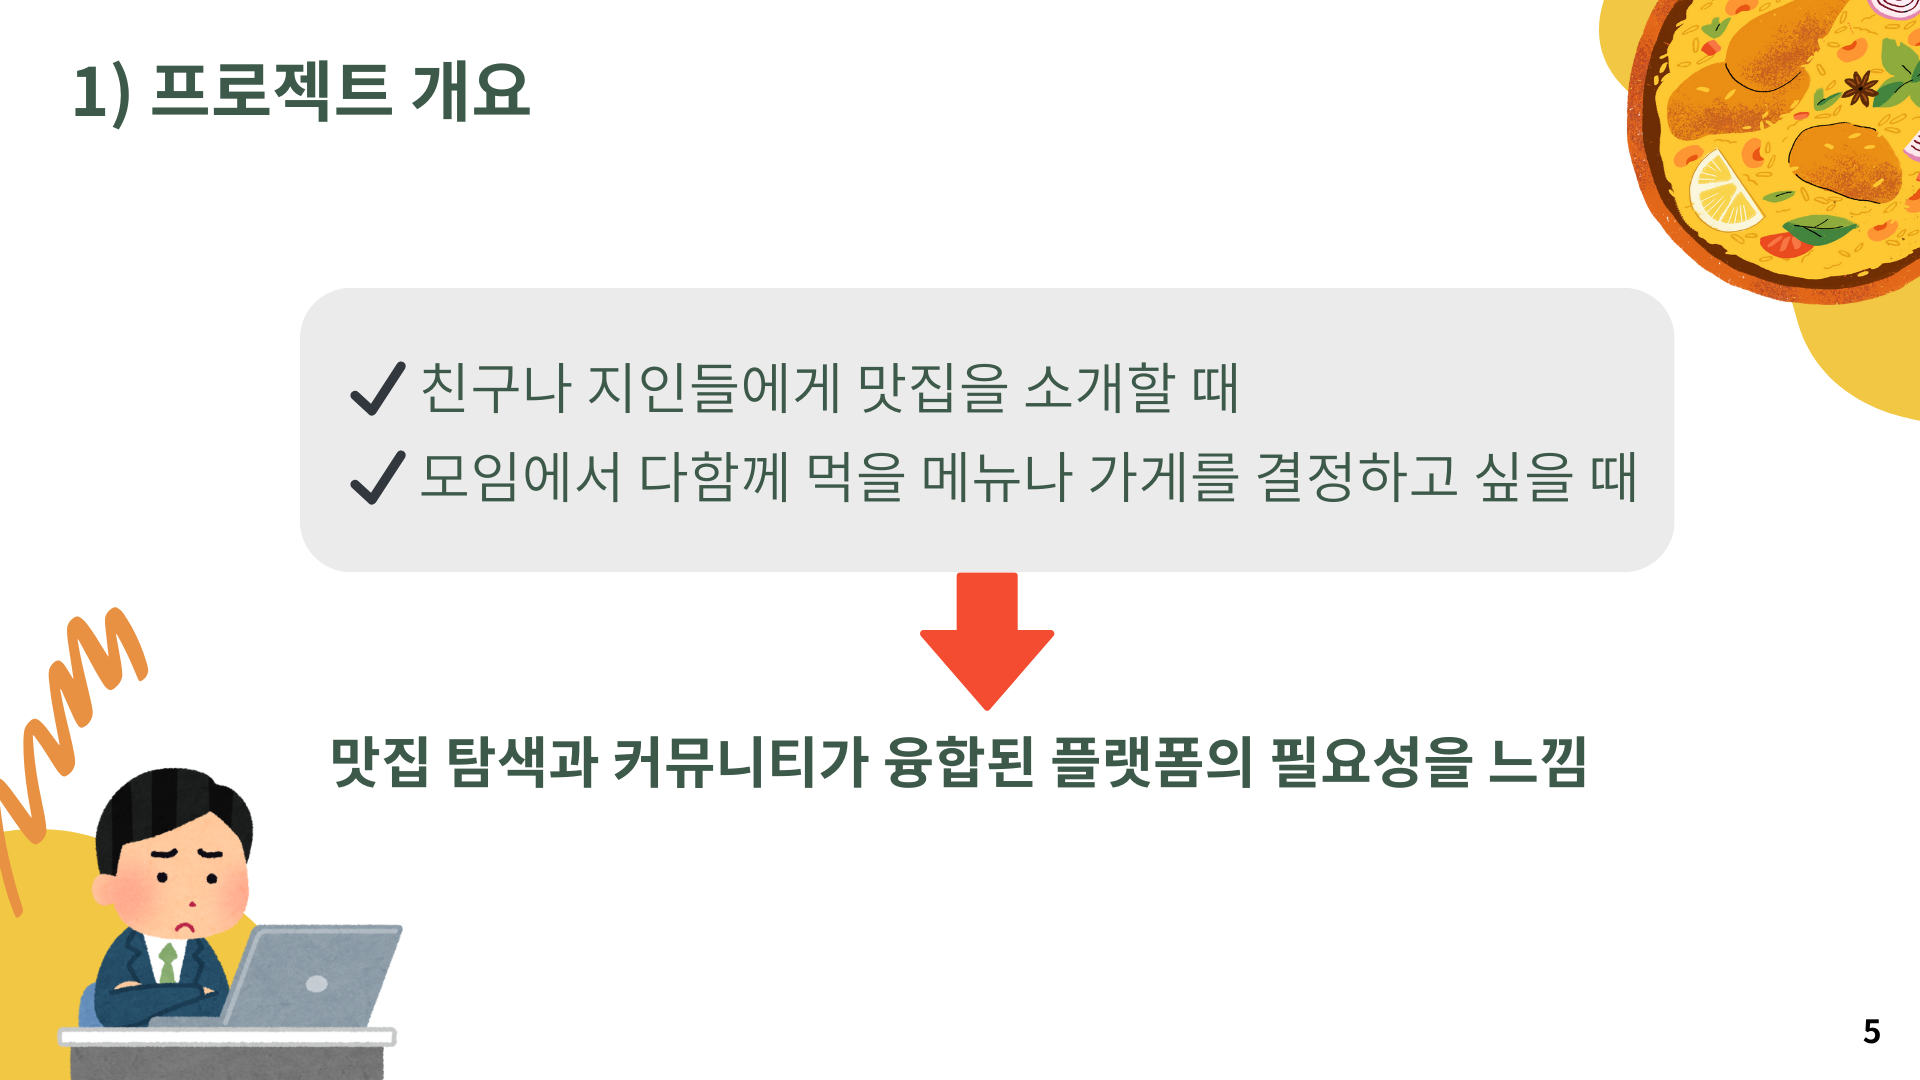 1) 프로젝트 개요
친구나 지인들에게 맛집을 소개할 때
모임에서 다함께 먹을 메뉴나 가게를 결정하고 싶을 때
맛집 탐색과 커뮤니티가 융합된 플랫폼의 필요성을 느낌
5